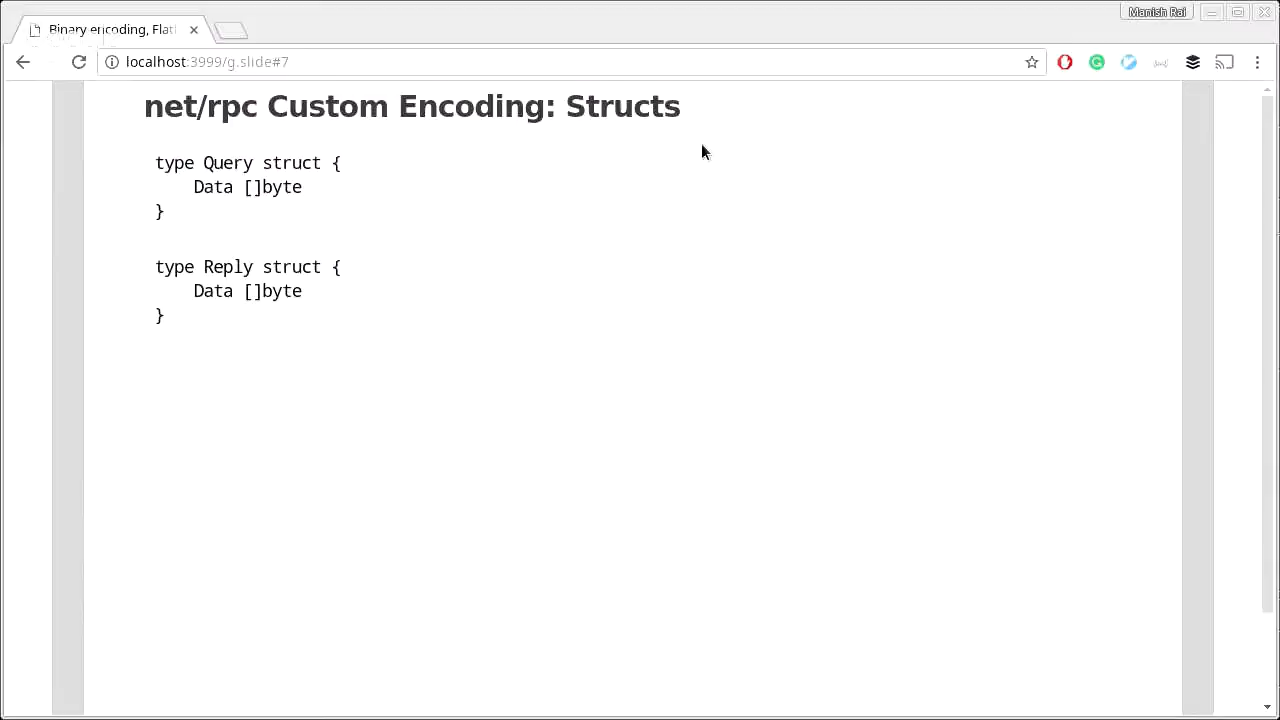 Manish Rai
Binary encoding, Flat
localhost:3999/g.slide#7
net/rpc Custom Encoding: Structs
type Query struct {
    Data []byte
}
type Reply struct {
    Data []byte
}